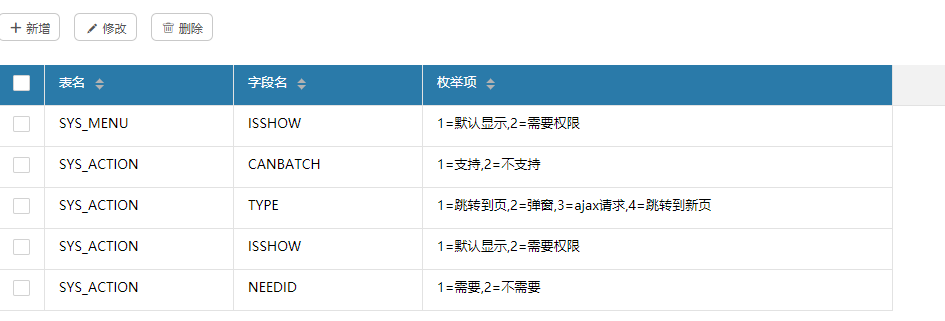 新增 修改 删除
表名 字段名 枚举项
SYS_MENU ISSHOW 1=默认显示,2=需要权限
SYS_ACTION CANBATCH 1=支持,2=不支持
SYS_ACTION TYPE 1=跳转到页,2=弹窗,3=ajax请求,4=跳转到新页
SYS_ACTION ISSHOW 1=默认显示,2=需要权限
SYS_ACTION NEEDID 1=需要,2=不需要